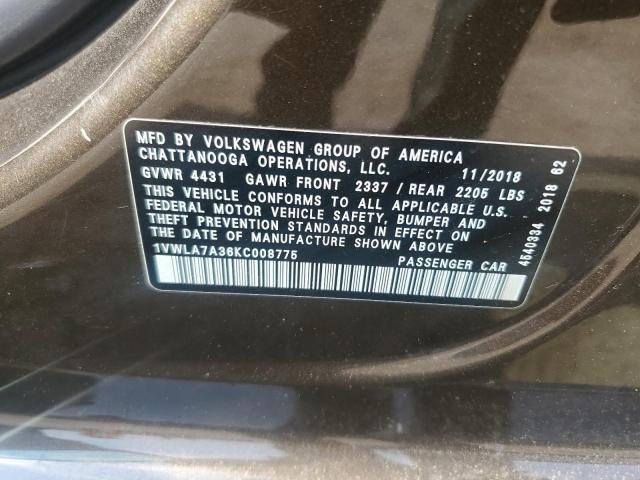 MFD BY VOLKSWAGEN GROUP OF AMERICA
CHATTANOOGA OPERATIONS, LLC. 11/2018
GVWR 4431 GAWR FRONT 2337 / REAR 2205 LBS
THIS VEHICLE CONFORMS TO ALL APPLICABLE U.S.
FEDERAL MOTOR VEHICLE SAFETY, BUMPER AND
THEFT PREVENTION STANDARDS IN EFFECT ON
THE DATE OF MANUFACTURE SHOWN ABOVE
1VWLA7A36KC008775 PASSENGER CAR
4540334 2018 62